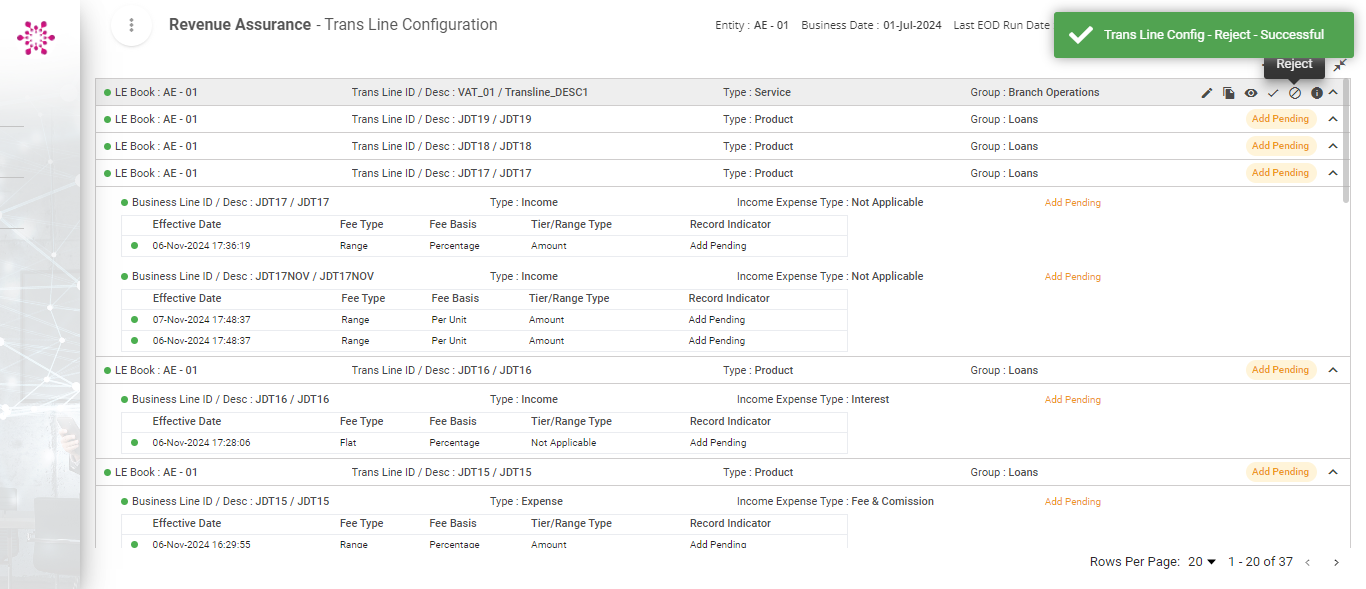 Revenue Assurance - Trans Line Configuration
Entity : AE - 01 Business Date : 01-Jul-2024 Last EOD Run Date
Trans Line Config - Reject - Successful
Reject
LE Book : AE - 01 Trans Line ID / Desc : VAT_01 / Transline_DESC1 Type : Service Group : Branch Operations
LE Book : AE - 01 Trans Line ID / Desc : JDT19 / JDT19 Type : Product Group : Loans Add Pending
LE Book : AE - 01 Trans Line ID / Desc : JDT18 / JDT18 Type : Product Group : Loans Add Pending
LE Book : AE - 01 Trans Line ID / Desc : JDT17 / JDT17 Type : Product Group : Loans Add Pending
Business Line ID / Desc : JDT17 / JDT17 Type : Income Income Expense Type : Not Applicable Add Pending
Effective Date Fee Type Fee Basis Tier/Range Type Record Indicator
06-Nov-2024 17:36:19 Range Percentage Amount Add Pending
Business Line ID / Desc : JDT17NOV / JDT17NOV Type : Income Income Expense Type : Not Applicable Add Pending
Effective Date Fee Type Fee Basis Tier/Range Type Record Indicator
07-Nov-2024 17:48:37 Range Per Unit Amount Add Pending
06-Nov-2024 17:48:37 Range Per Unit Amount Add Pending
LE Book : AE - 01 Trans Line ID / Desc : JDT16 / JDT16 Type : Product Group : Loans Add Pending
Business Line ID / Desc : JDT16 / JDT16 Type : Income Income Expense Type : Interest Add Pending
Effective Date Fee Type Fee Basis Tier/Range Type Record Indicator
06-Nov-2024 17:28:06 Flat Percentage Not Applicable Add Pending
LE Book : AE - 01 Trans Line ID / Desc : JDT15 / JDT15 Type : Product Group : Loans Add Pending
Business Line ID / Desc : JDT15 / JDT15 Type : Expense Income Expense Type : Fee & Comission Add Pending
Effective Date Fee Type Fee Basis Tier/Range Type Record Indicator
06-Nov-2024 16:29:55 Range Percentage Amount Add Pending
Rows Per Page: 20 1 - 20 of 37